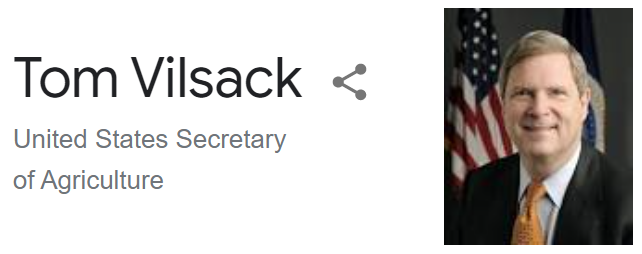 Tom Vilsack
United States Secretary
of Agriculture